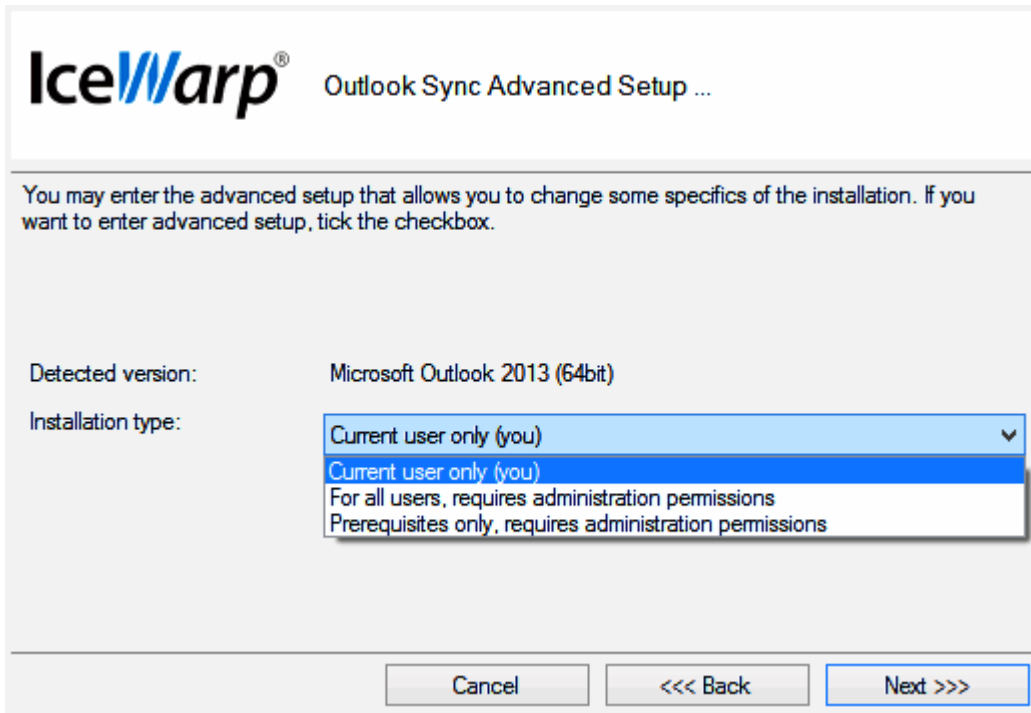 IceWarp®
Outlook Sync Advanced Setup ...
You may enter the advanced setup that allows you to change some specifics of the installation. If you
want to enter advanced setup, tick the checkbox.
Detected version: Microsoft Outlook 2013 (64bit)
Installation type: Current user only (you)
Current user only (you)
For all users, requires administration permissions
Prerequisites only, requires administration permissions
Cancel <<< Back Next >>>